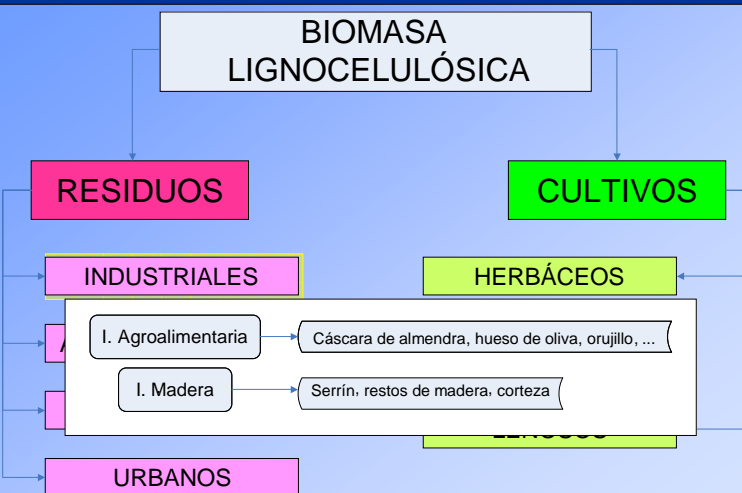 BIOMASA
LIGNOCELULÓSICA
RESIDUOS
CULTIVOS
INDUSTRIALES
HERBÁCEOS
I. Agroalimentaria
Cáscara de almendra, hueso de oliva, orujillo, ...
I. Madera
Serrín, restos de madera, corteza
URBANOS